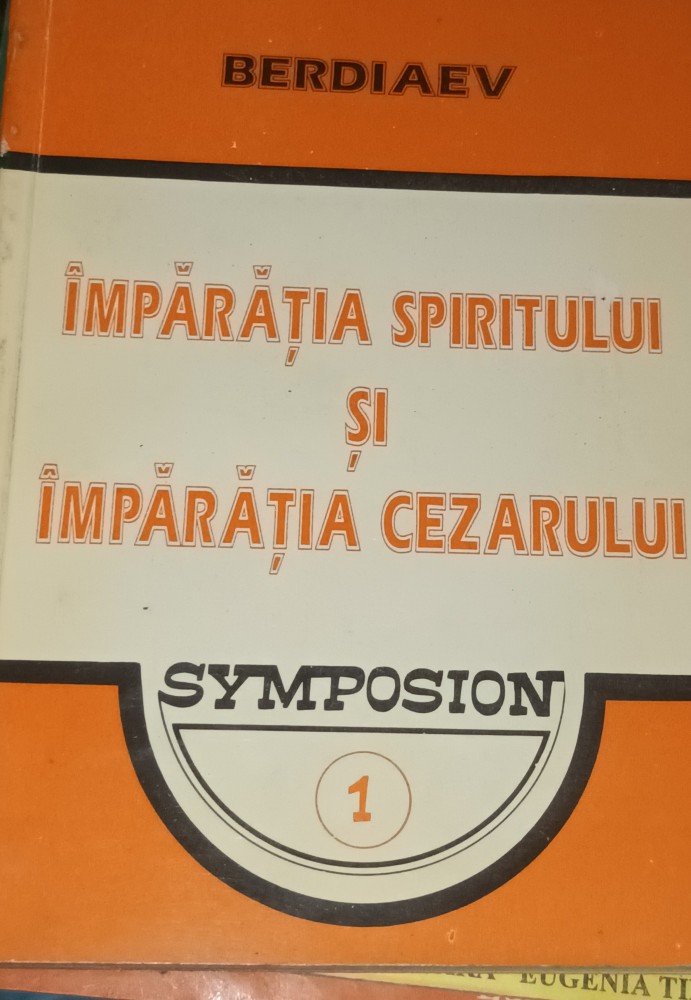 BERDIAEV
ÎMPĂRĂȚIA SPIRITULUI
ȘI
ÎMPĂRĂȚIA CEZARULUI
SYMPOSION
1
EUGENIA